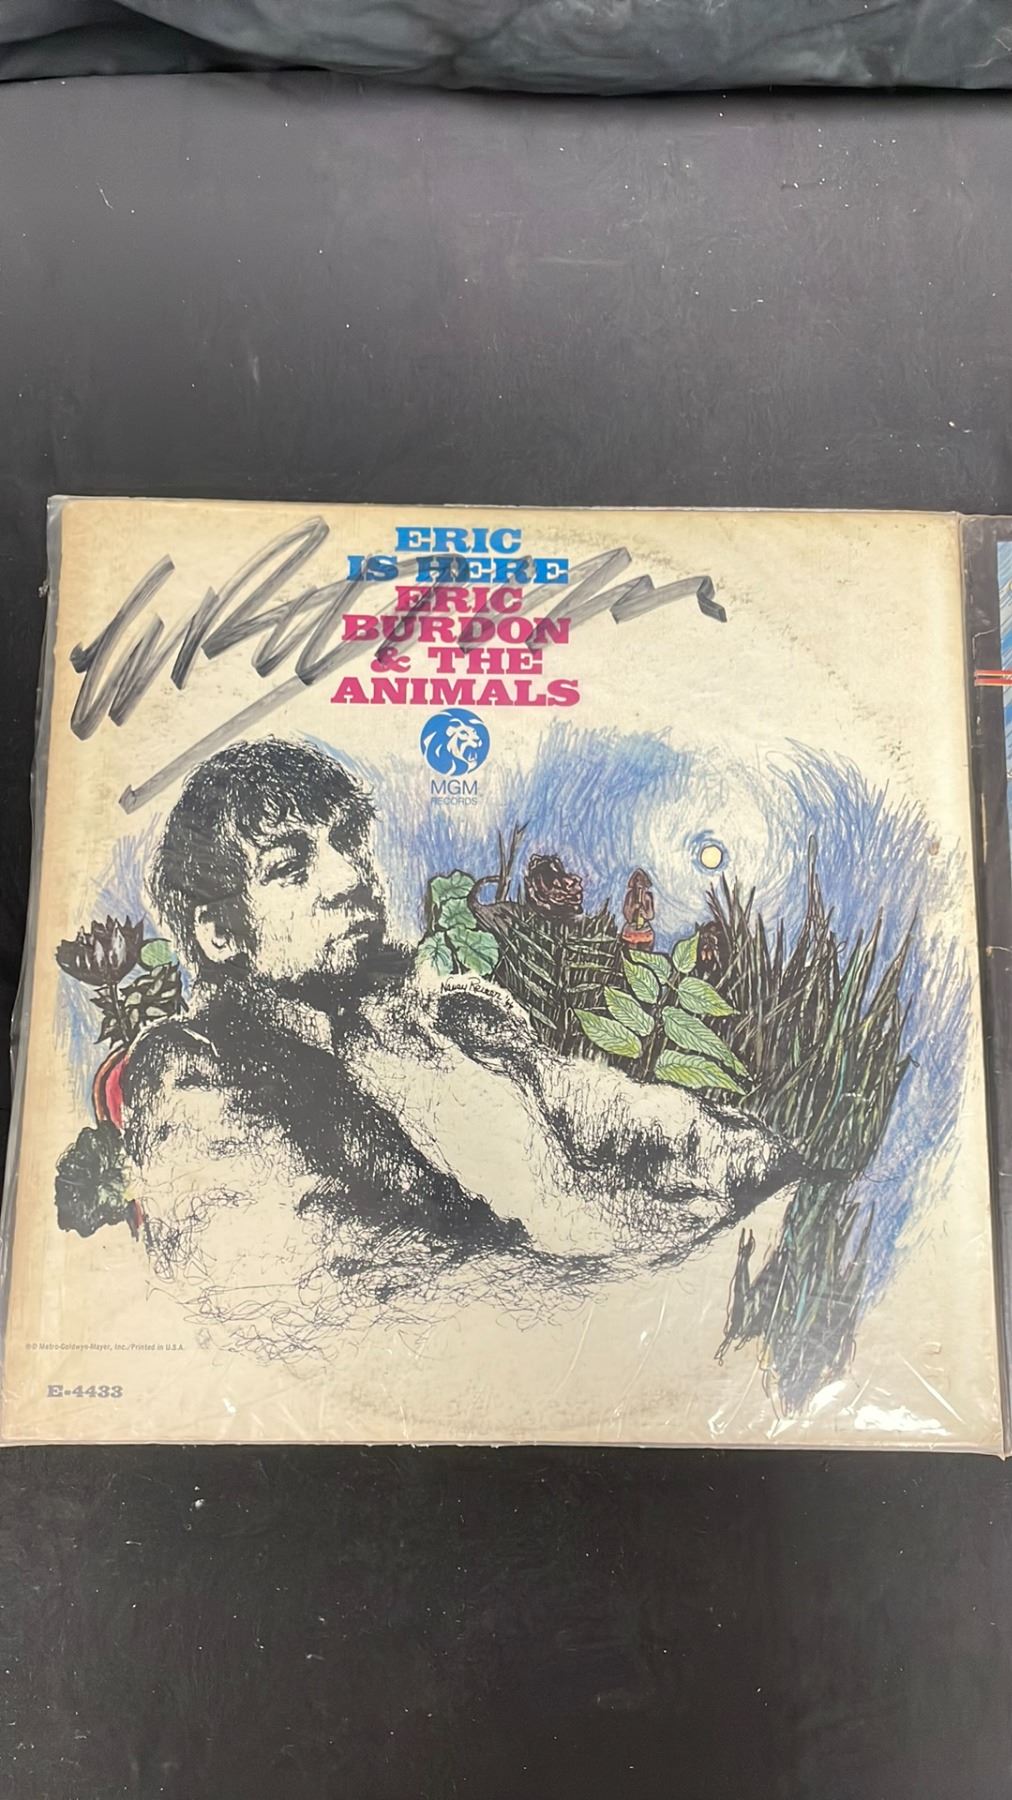 ERIC
IS HERE
ERIC
BURDON
& THE
ANIMALS
MGM
RECORDS
©® Metro-Goldwyn-Mayer, Inc./Printed in U.S.A.
E-4433